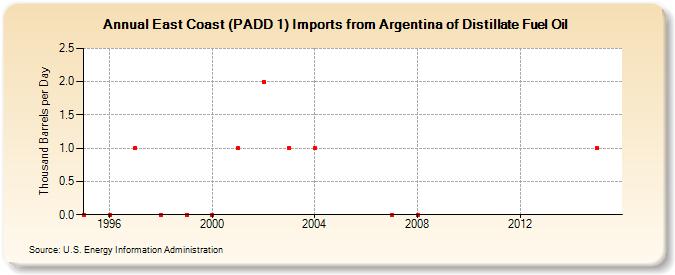 Annual East Coast (PADD 1) Imports from Argentina of Distillate Fuel Oil
Thousand Barrels per Day
2.5
2.0
1.5
1.0
0.5
0.0
1996 2000 2004 2008 2012
Source: U.S. Energy Information Administration